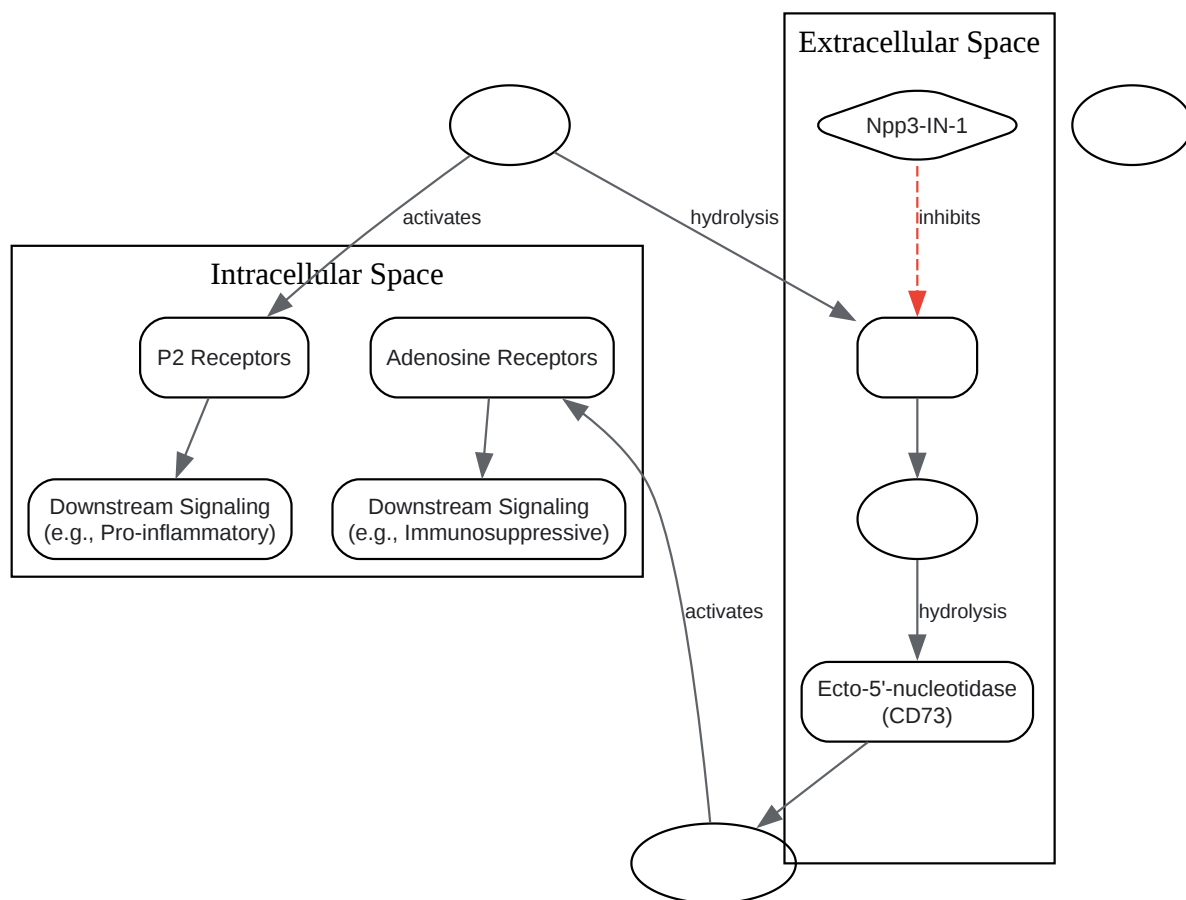 Extracellular Space
Npp3-IN-1
activates
hydrolysis
inhibits
Intracellular Space
P2 Receptors
Adenosine Receptors
Downstream Signaling
(e.g., Pro-inflammatory)
Downstream Signaling
(e.g., Immunosuppressive)
activates
hydrolysis
Ecto-5'-nucleotidase
(CD73)